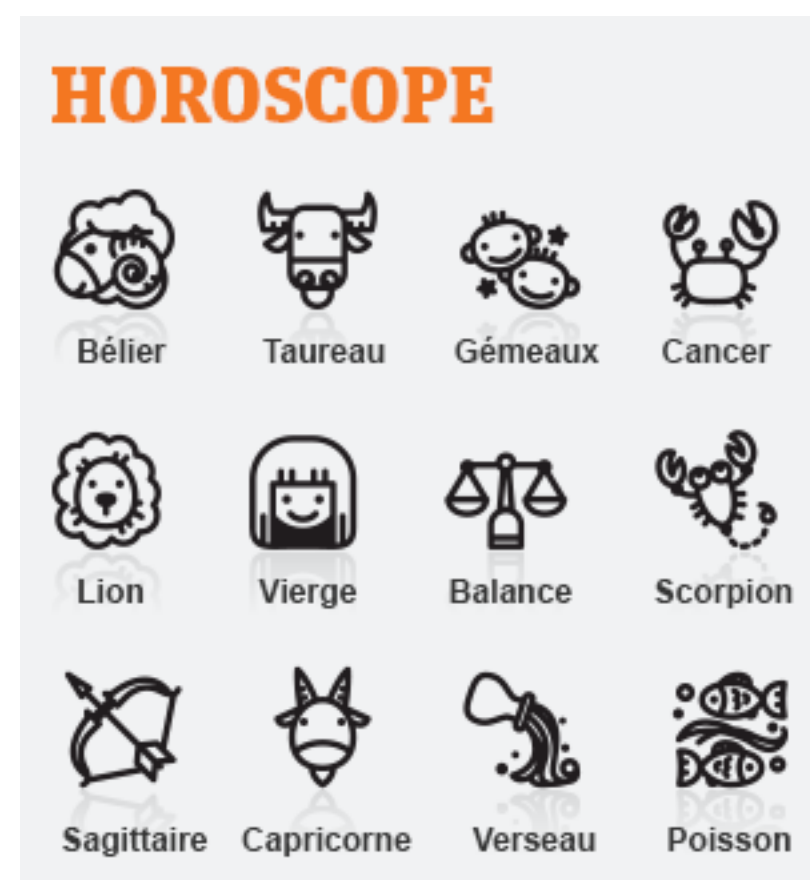 HOROSCOPE
Bélier Taureau Gémeaux Cancer
Lion Vierge Balance Scorpion
Sagittaire Capricorne Verseau Poisson